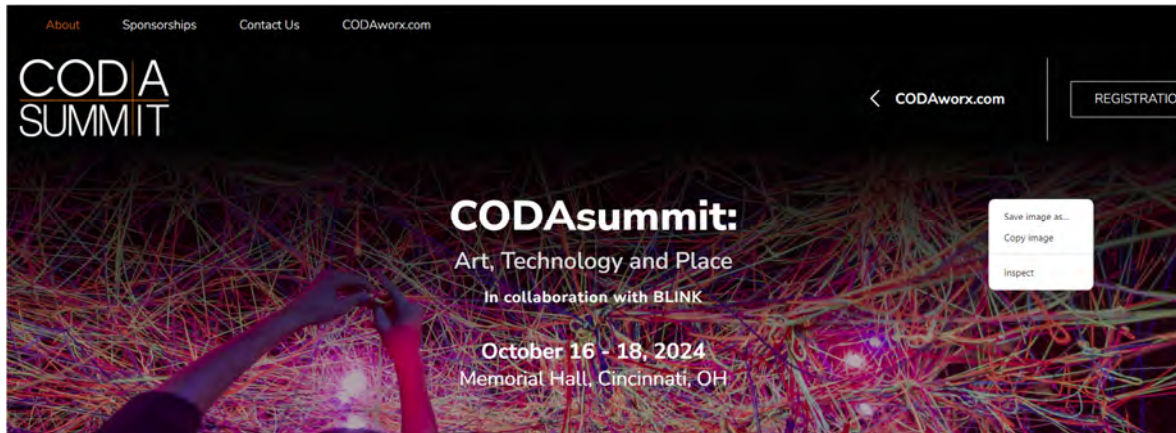 About Sponsorships Contact Us CODAworx.com
CODA
SUMMIT
CODAworx.com
REGISTRATIO
CODAsummit:
Art, Technology and Place
In collaboration with BLINK
October 16 - 18, 2024
Memorial Hall, Cincinnati, OH
Save image as...
Copy image
Inspect